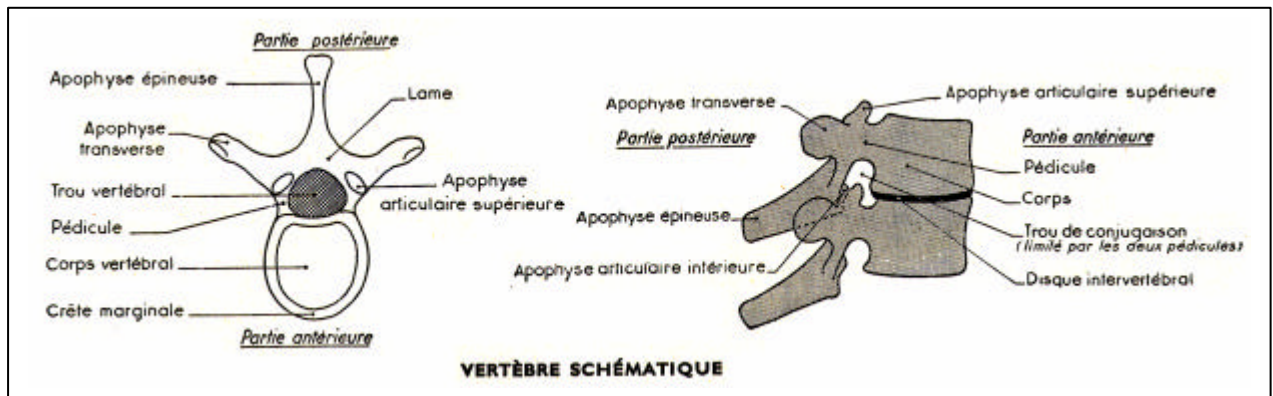 Partie postérieure
Apophyse épineuse
Lame
Apophyse
transverse
Trou vertébral
Apophyse
articulaire supérieure
Pédicule
Corps vertébral
Crête marginale
Partie antérieure
Apophyse transverse
Apophyse articulaire supérieure
Partie postérieure
Partie antérieure
Pédicule
Corps
Apophyse épineuse
Trou de conjugaison
(limité par les deux pédicules)
Apophyse articulaire intérieure
Disque intervertébral
VERTÈBRE SCHÉMATIQUE